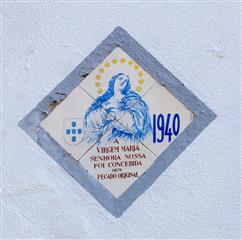 1940
A
VIRGEM MARIA
SENHORA NOSSA
FOI CONCEBIDA
SEM
PECADO ORIGINAL